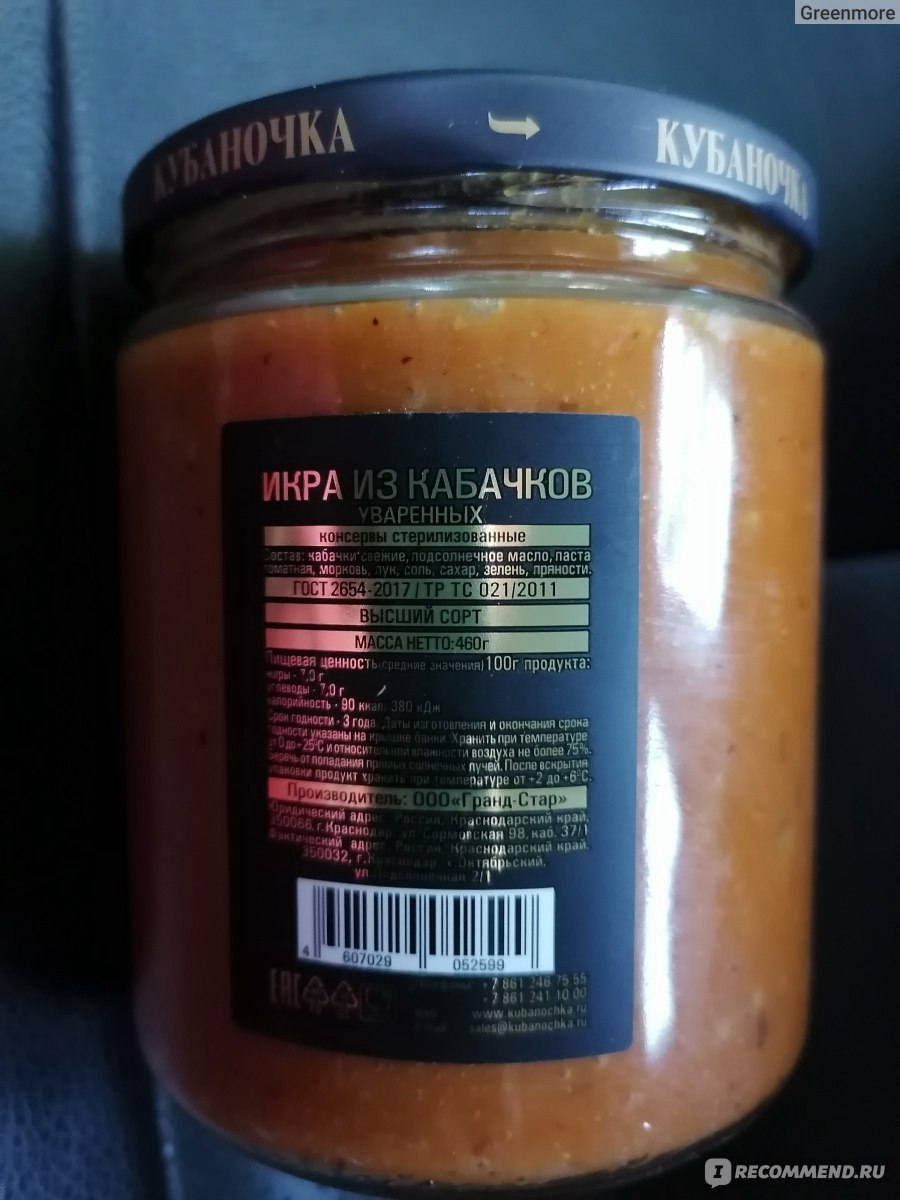 Greenmore
КУБАНОЧКА
КУБАНОЧКА
ИКРА ИЗ КАБАЧКОВ
УВАРЕННЫХ
консервы стерилизованные
Состав: кабачки свежие, подсолнечное масло, паста
томатная, морковь, лук, соль, сахар, зелень, пряности.
ГОСТ 2654-2017 / ТР ТС 021/2011
ВЫСШИЙ СОРТ
МАССА НЕТТО:460г
Пищевая ценность(средние значения)100г продукта:
жиры - 7,0 г
углеводы - 7,0 г
калорийность - 90 ккал/ 380 кДж
Срок годности - 3 года. Даты изготовления и окончания срока
годности указаны на крышке банки. Хранить при температуре
от 0 до + 25°С и относительной влажности воздуха не более 75%.
Беречь от попадания прямых солнечных лучей. После вскрытия
упаковки продукт хранить при температуре от +2 до +6°С.
Производитель: ООО«Гранд-Стар»
Юридический адрес: Россия, Краснодарский край,
350066, г.Краснодар, ул. Сормовская 98, каб. 37/1
Фактический адрес: Россия, Краснодарский край,
350032, г.Краснодар, х.Октябрьский,
ул.Подсолнечная 2/1
4 607029 052599
EAC
телефоны: +7 861 246 75 55
+7 861 241 10 00
www.kubanochka.ru
e-mail sales@kubanochka.ru
IRECOMMEND.RU